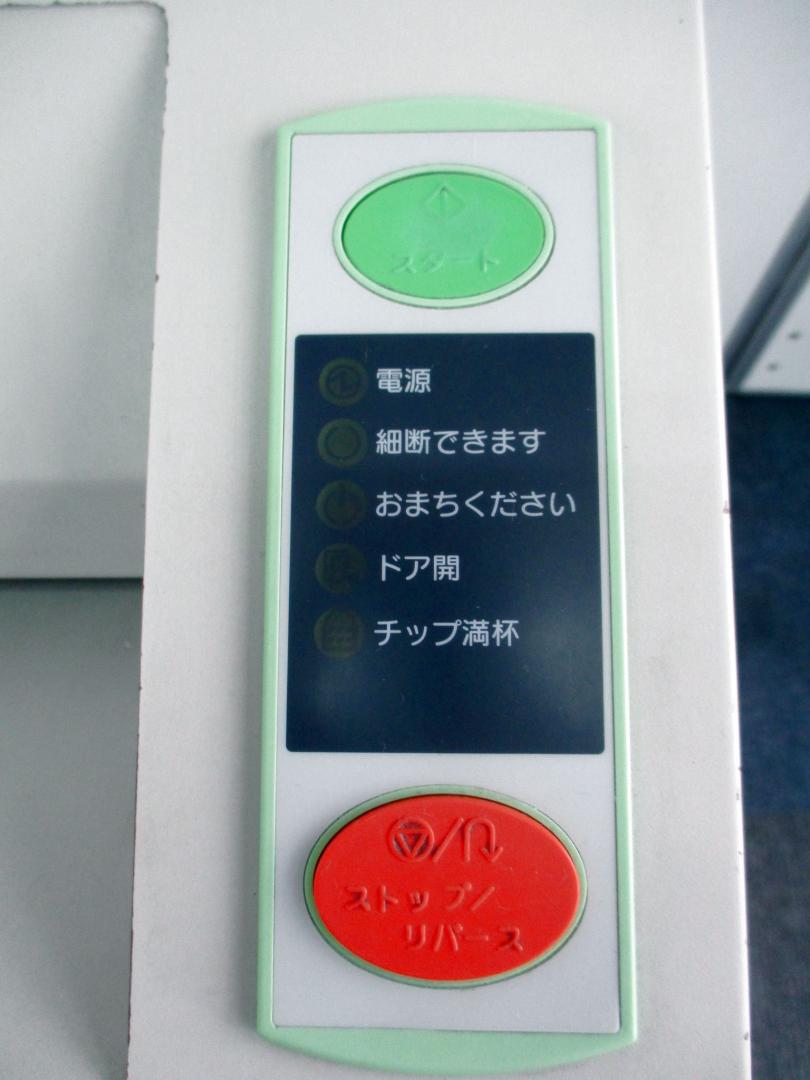 スタート
電源
細断できます
おまちください
ドア開
チップ満杯
ストップ/
リバース